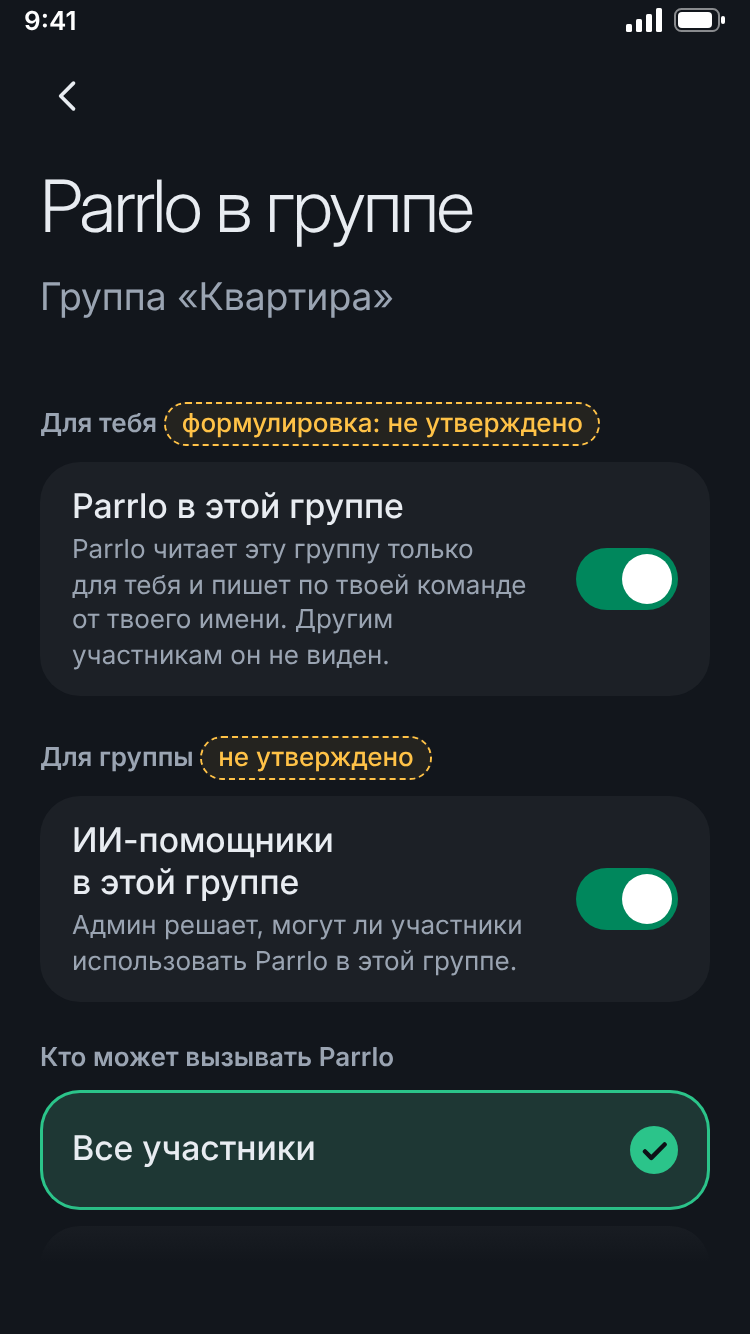 9:41
Parrlo в группе
Группа «Квартира»
Для тебя формулировка: не утверждено
Parrlo в этой группе
Parrlo читает эту группу только
для тебя и пишет по твоей команде
от твоего имени. Другим
участникам он не виден.
Для группы не утверждено
ИИ-помощники
в этой группе
Админ решает, могут ли участники
использовать Parrlo в этой группе.
Кто может вызывать Parrlo
Все участники